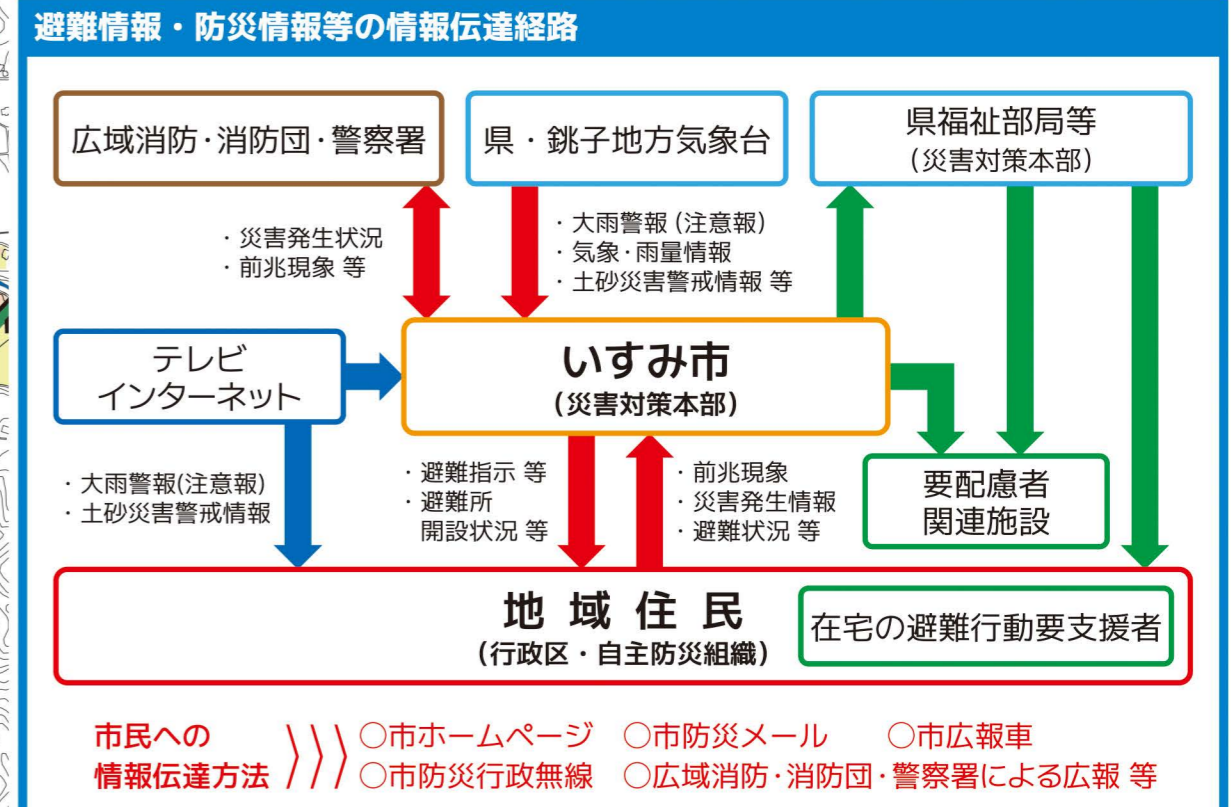 避難情報・防災情報等の情報伝達経路
広域消防・消防団・警察署
県・銚子地方気象台
県福祉部局等
（災害対策本部）
・災害発生状況
・前兆現象 等
・大雨警報（注意報）
・気象・雨量情報
・土砂災害警戒情報 等
テレビ
インターネット
いすみ市
（災害対策本部）
・大雨警報(注意報)
・土砂災害警戒情報
・避難指示 等
・避難所
開設状況 等
・前兆現象
・災害発生情報
・避難状況 等
要配慮者
関連施設
地域住民
（行政区・自主防災組織）
在宅の避難行動要支援者
市民への
情報伝達方法
〇市ホームページ 〇市防災メール 〇市広報車
〇市防災行政無線 〇広域消防・消防団・警察署による広報 等